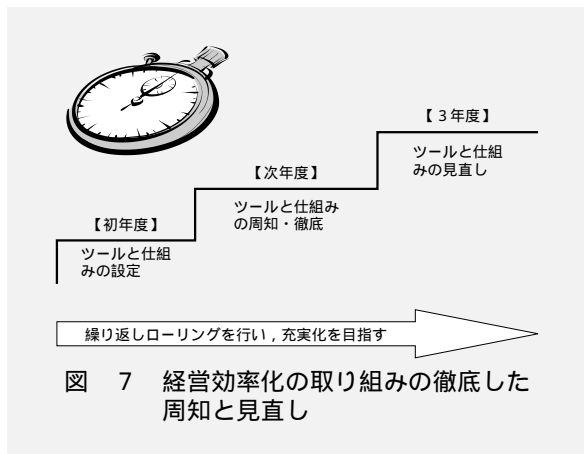 【初年度】
ツールと仕組
みの設定
【次年度】
ツールと仕組み
の周知・徹底
【３年度】
ツールと仕組
みの見直し
繰り返しローリングを行い，充実化を目指す
図　７　経営効率化の取り組みの徹底した
周知と見直し